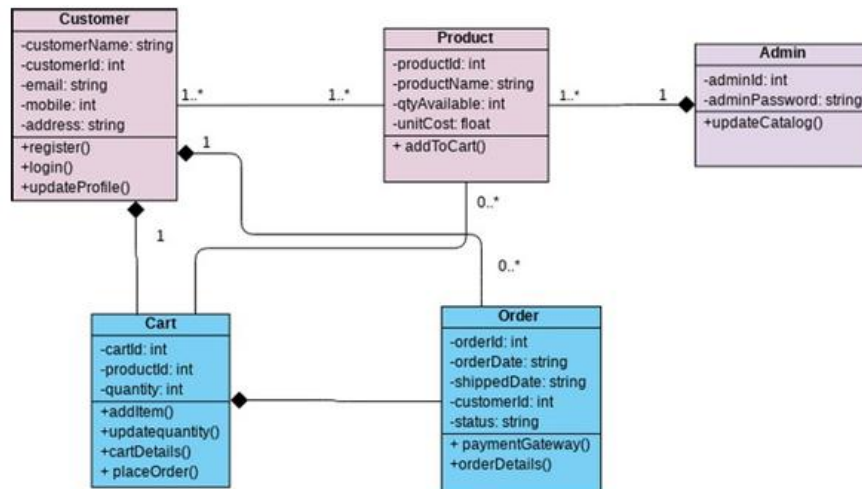 Customer
-customerName: string
-customerId: int
-email: string
-mobile: int
-address: string
+register()
+login()
+updateProfile()
1..*
1..*
Product
-productId: int
-productName: string
-qtyAvailable: int
-unitCost: float
+ addToCart()
1..*
1
Admin
-adminId: int
-adminPassword: string
+updateCatalog()
1
1
0..*
0..*
Cart
-cartId: int
-productId: int
-quantity: int
+addItem()
+updatequantity()
+cartDetails()
+ placeOrder()
Order
-orderId: int
-orderDate: string
-shippedDate: string
-customerId: int
-status: string
+ paymentGateway()
+orderDetails()